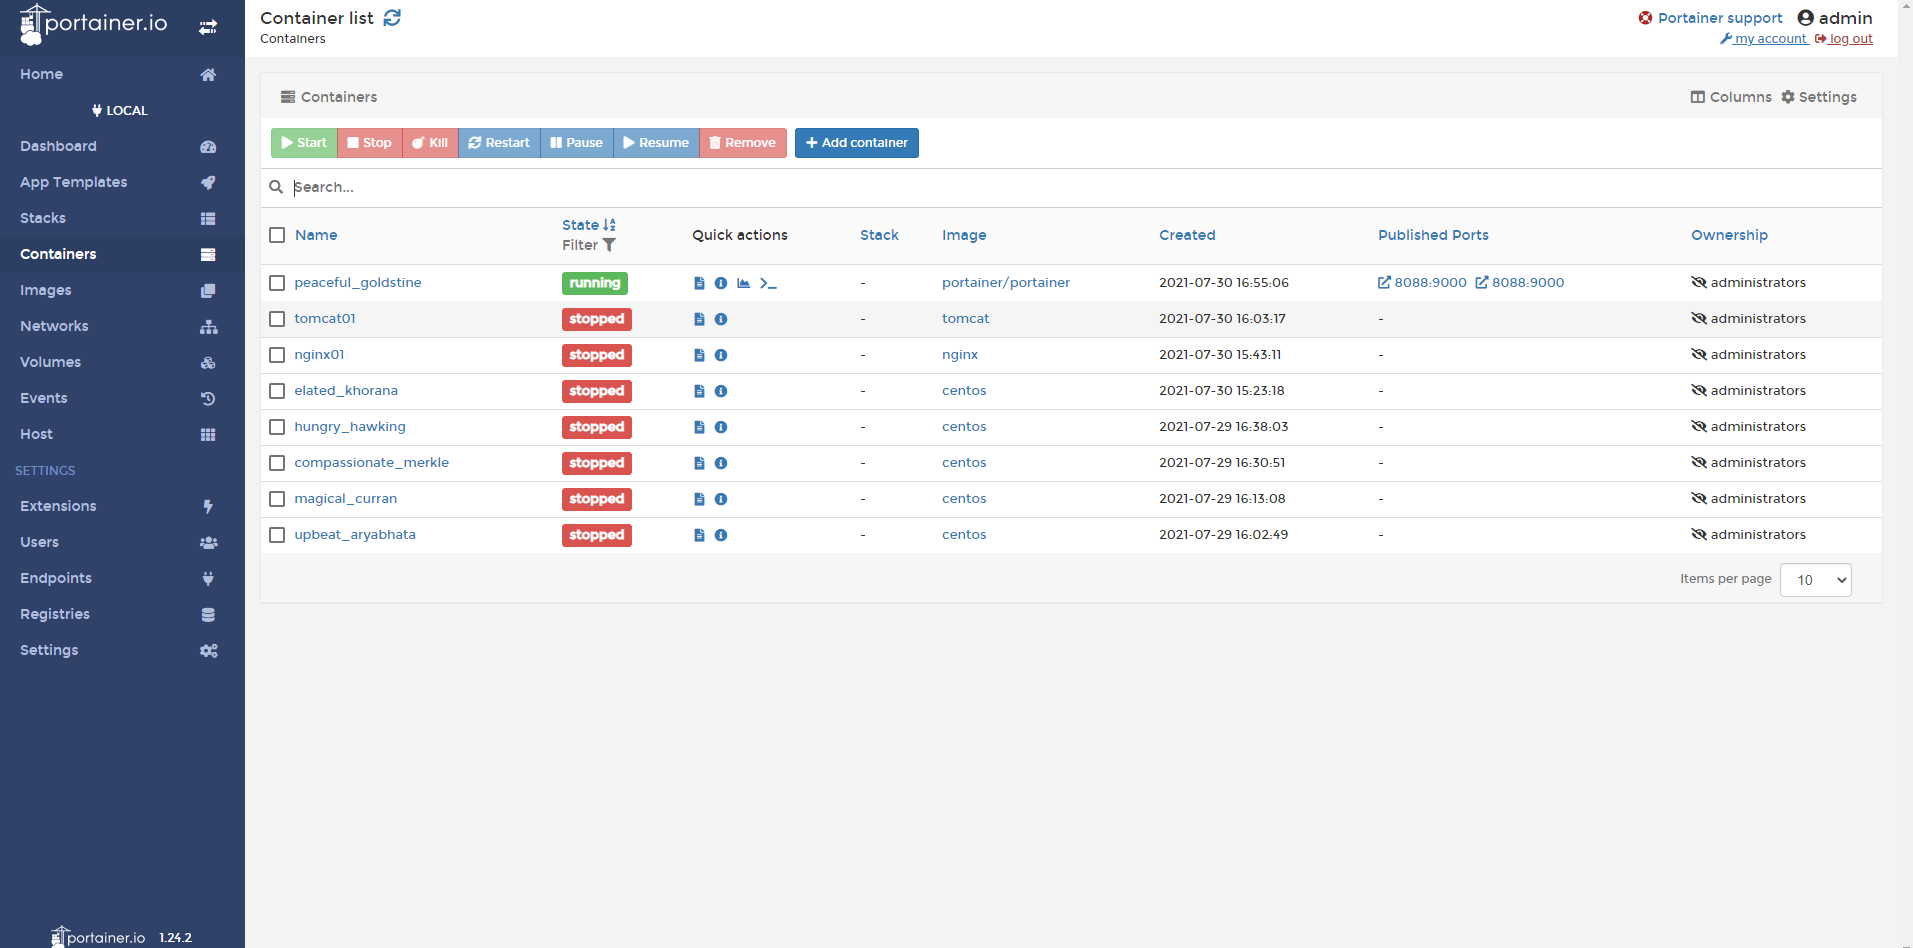 portainer.io
Home
LOCAL
Dashboard
App Templates
Stacks
Containers
Images
Networks
Volumes
Events
Host
SETTINGS
Extensions
Users
Endpoints
Registries
Settings
portainer.io 1.24.2
Container list
Containers
Portainer support admin
my account log out
Containers
Columns Settings
Start Stop Kill Restart Pause Resume Remove Add container
Search...
Name State Filter Quick actions Stack Image Created Published Ports Ownership
peaceful_goldstine running - portainer/portainer 2021-07-30 16:55:06 8088:9000 8088:9000 administrators
tomcat01 stopped - tomcat 2021-07-30 16:03:17 - administrators
nginx01 stopped - nginx 2021-07-30 15:43:11 - administrators
elated_khorana stopped - centos 2021-07-30 15:23:18 - administrators
hungry_hawking stopped - centos 2021-07-29 16:38:03 - administrators
compassionate_merkle stopped - centos 2021-07-29 16:30:51 - administrators
magical_curran stopped - centos 2021-07-29 16:13:08 - administrators
upbeat_aryabhata stopped - centos 2021-07-29 16:02:49 - administrators
Items per page 10